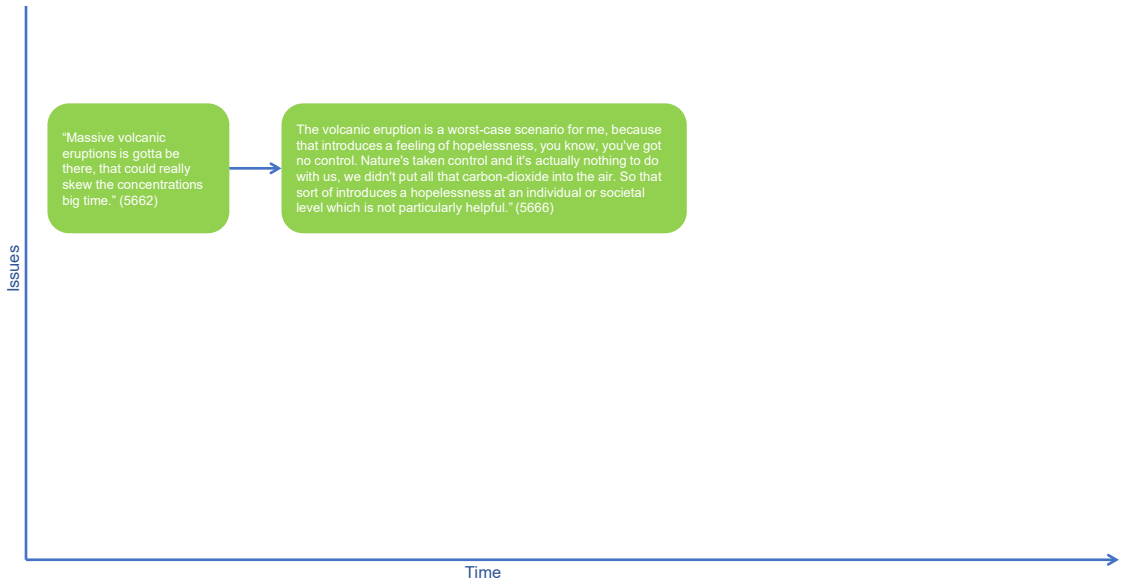 “Massive volcanic
eruptions is gotta be
there, that could really
skew the concentrations
big time.” (5662)
The volcanic eruption is a worst-case scenario for me, because
that introduces a feeling of hopelessness, you know, you've got
no control. Nature's taken control and it's actually nothing to do
with us, we didn't put all that carbon-dioxide into the air. So that
sort of introduces a hopelessness at an individual or societal
level which is not particularly helpful.” (5666)
Issues
Time